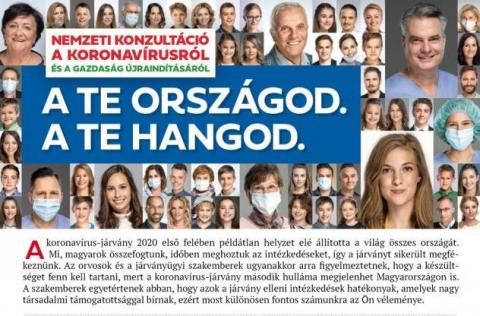 NEMZETI KONZULTÁCIÓ
A KORONAVÍRUSRÓL
ÉS A GAZDASÁG ÚJRAINDÍTÁSÁRÓL
A TE ORSZÁGOD.
A TE HANGOD.
A koronavírus-járvány 2020 első felében példátlan helyzet elé állította a világ összes országát.
Mi, magyarok összefogtunk, időben meghoztuk az intézkedéseket, így a járványt sikerült megfé-
keznünk. Az orvosok és a járványügyi szakemberek ugyanakkor arra figyelmeztetnek, hogy a készült-
séget fenn kell tartani, mert a koronavírus-járvány második hulláma megjelenhet Magyarországon is.
A szakemberek egyetértenek abban, hogy azok a járvány elleni intézkedések hatékonyak, amelyek nagy
társadalmi támogatottsággal bírnak, ezért most különösen fontos számunkra az Ön véleménye.